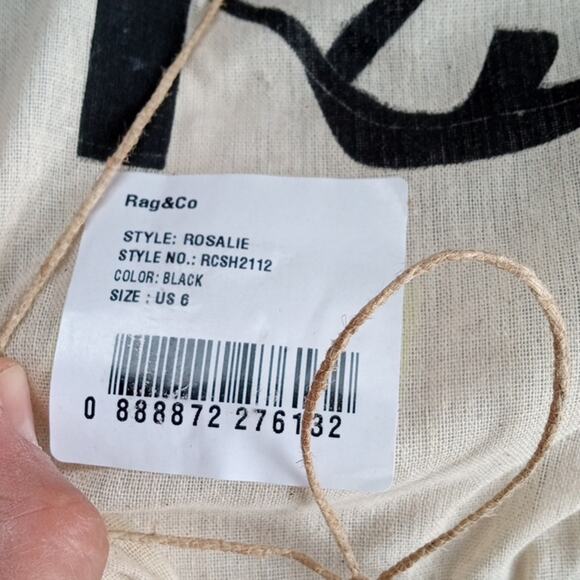 Rag&Co
STYLE: ROSALIE
STYLE NO.: RCSH2112
COLOR: BLACK
SIZE : US 6
0 888872 276132